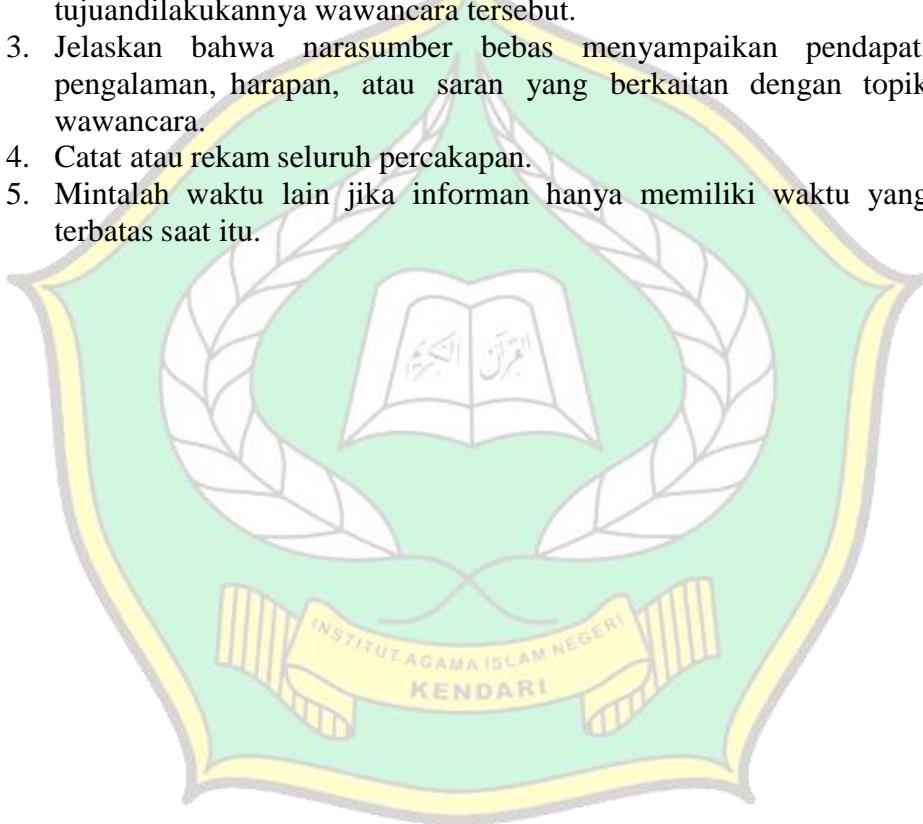 tujuandilakukannya wawancara tersebut.
3. Jelaskan bahwa narasumber bebas menyampaikan pendapat,
pengalaman, harapan, atau saran yang berkaitan dengan topik
wawancara.
4. Catat atau rekam seluruh percakapan.
5. Mintalah waktu lain jika informan hanya memiliki waktu yang
terbatas saat itu.
القرآن الكريم
INSTITUT AGAMA ISLAM NEGERI
KENDARI